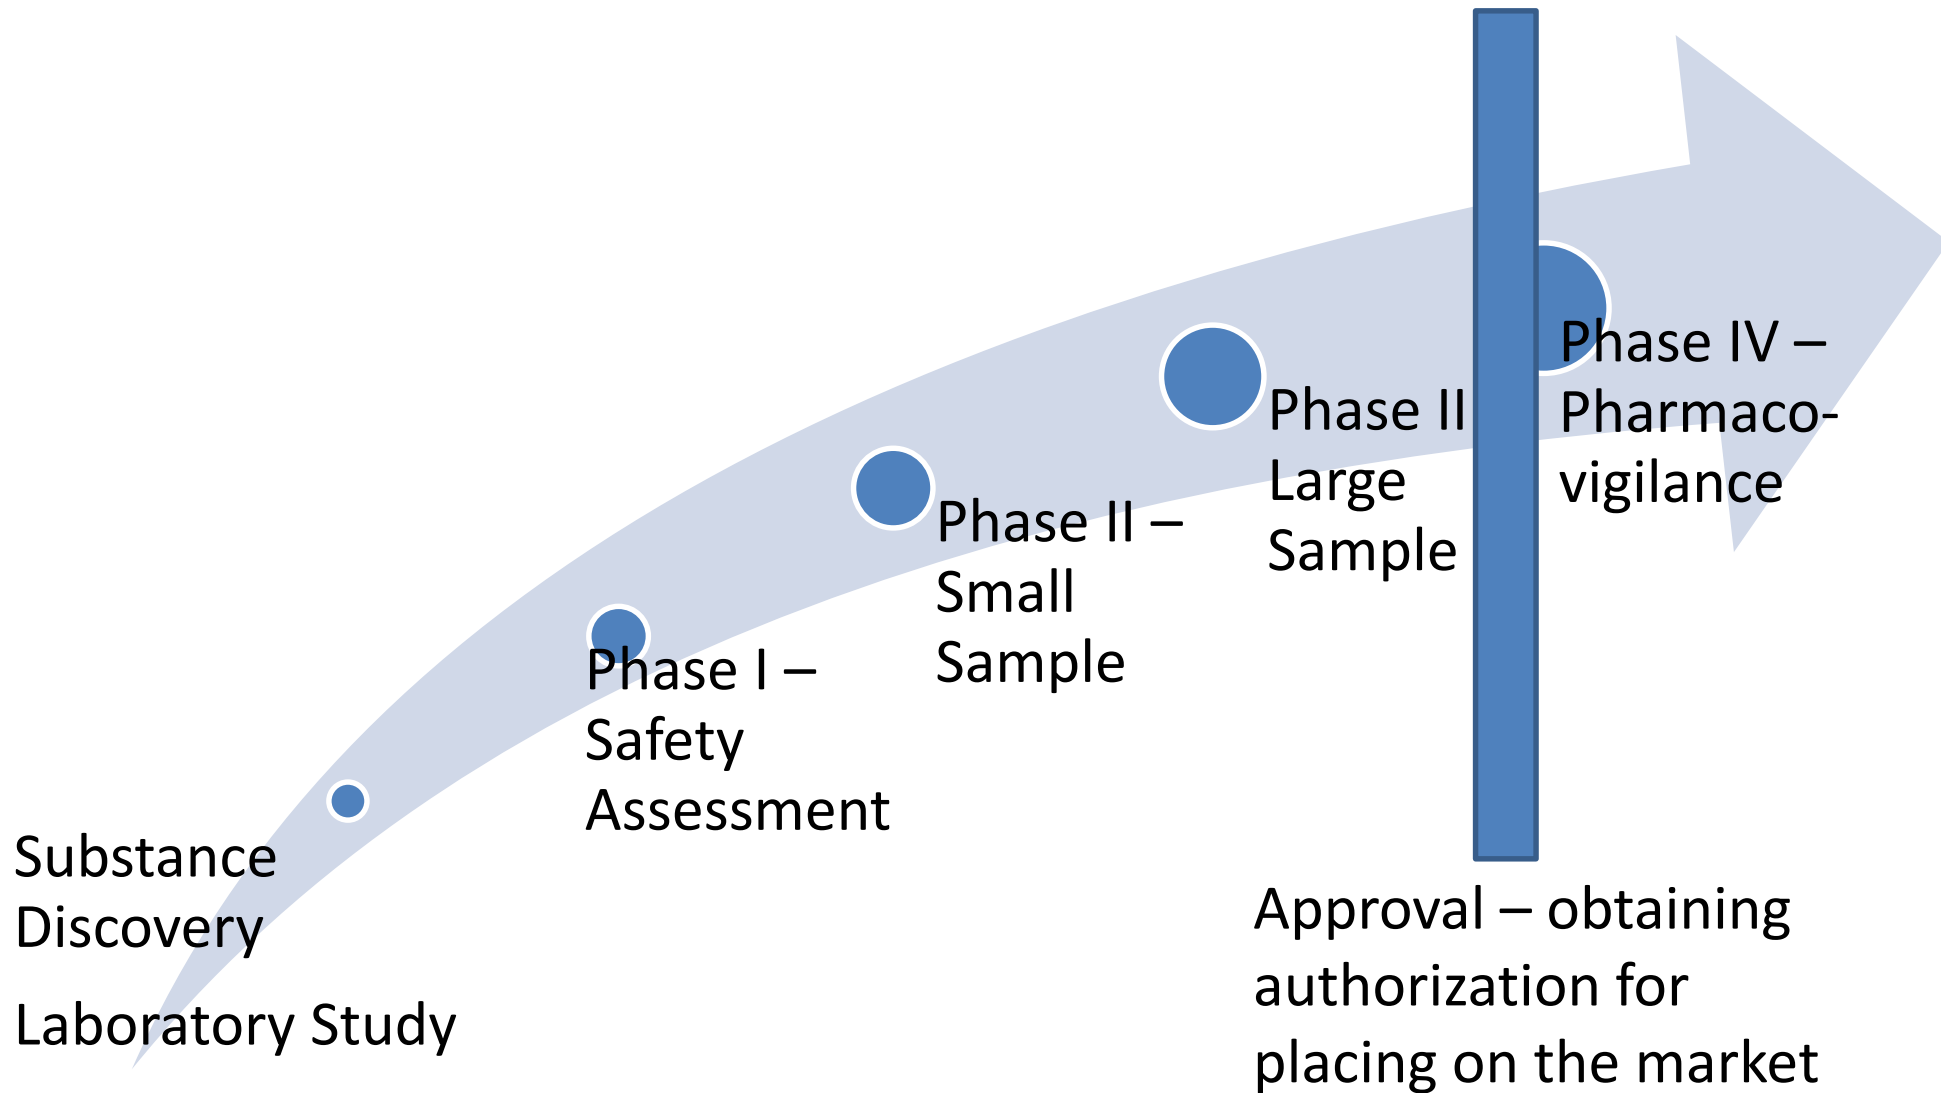 Substance
Discovery
Laboratory Study
Phase I –
Safety
Assessment
Phase II –
Small
Sample
Phase II
Large
Sample
Phase IV –
Pharmaco-
vigilance
Approval – obtaining
authorization for
placing on the market